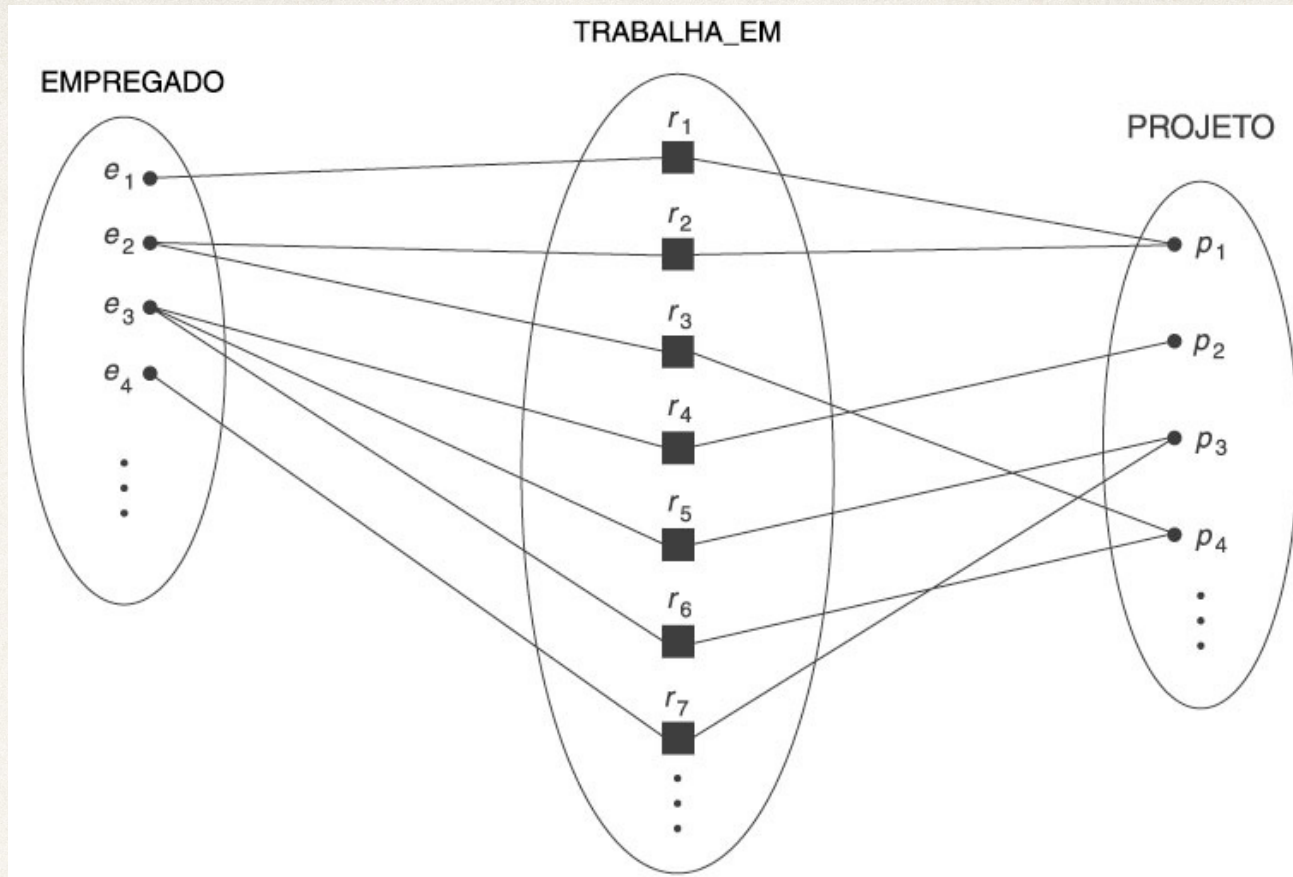 TRABALHA_EM
EMPREGADO
PROJETO
e1
e2
e3
e4
r1
r2
r3
r4
r5
r6
r7
p1
p2
p3
p4